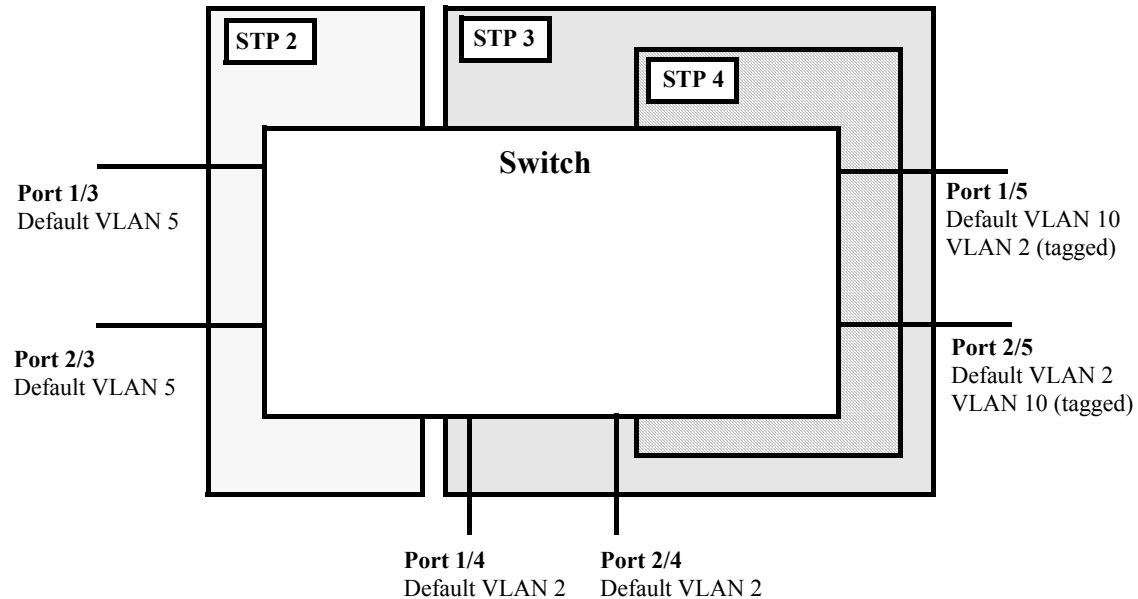 STP 2
STP 3
STP 4
Switch
Port 1/3
Default VLAN 5
Port 1/5
Default VLAN 10
VLAN 2 (tagged)
Port 2/3
Default VLAN 5
Port 2/5
Default VLAN 2
VLAN 10 (tagged)
Port 1/4
Default VLAN 2
Port 2/4
Default VLAN 2